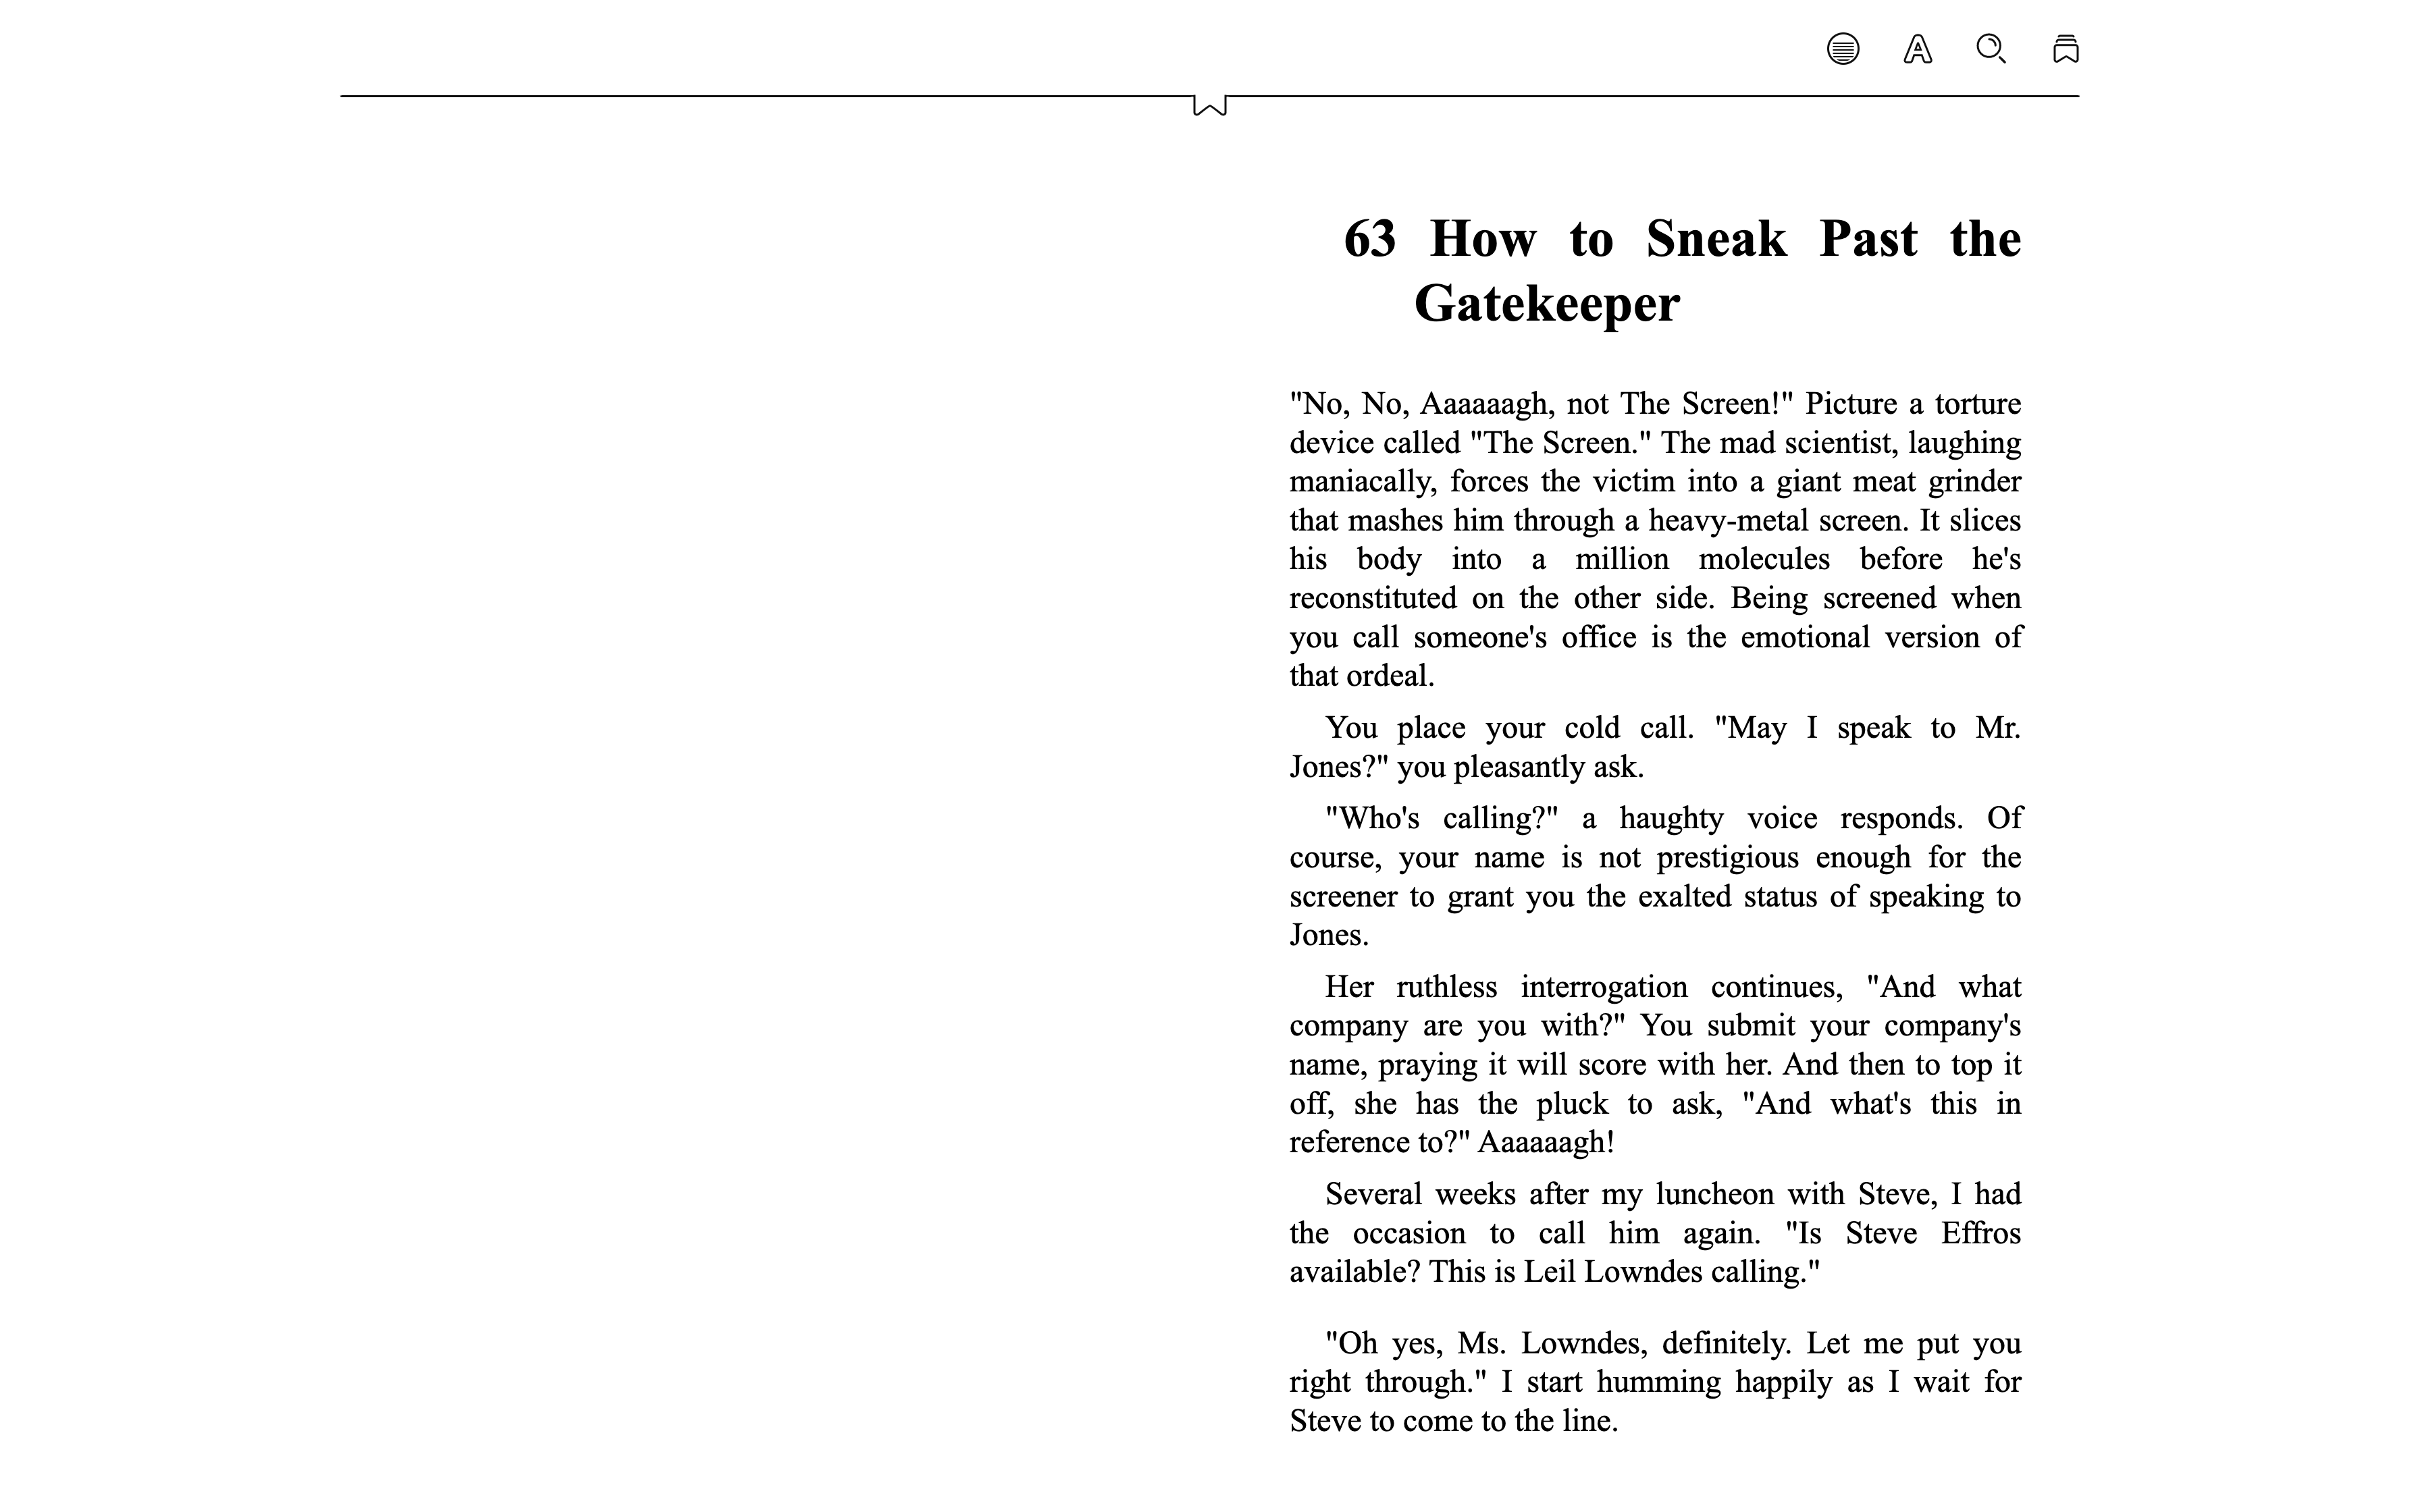 63 How to Sneak Past the
Gatekeeper
"No, No, Aaaaaagh, not The Screen!" Picture a torture
device called "The Screen." The mad scientist, laughing
maniacally, forces the victim into a giant meat grinder
that mashes him through a heavy-metal screen. It slices
his body into a million molecules before he's
reconstituted on the other side. Being screened when
you call someone's office is the emotional version of
that ordeal.
You place your cold call. "May I speak to Mr.
Jones?" you pleasantly ask.
"Who's calling?" a haughty voice responds. Of
course, your name is not prestigious enough for the
screener to grant you the exalted status of speaking to
Jones.
Her ruthless interrogation continues, "And what
company are you with?" You submit your company's
name, praying it will score with her. And then to top it
off, she has the pluck to ask, "And what's this in
reference to?" Aaaaaagh!
Several weeks after my luncheon with Steve, I had
the occasion to call him again. "Is Steve Effros
available? This is Leil Lowndes calling."
"Oh yes, Ms. Lowndes, definitely. Let me put you
right through." I start humming happily as I wait for
Steve to come to the line.